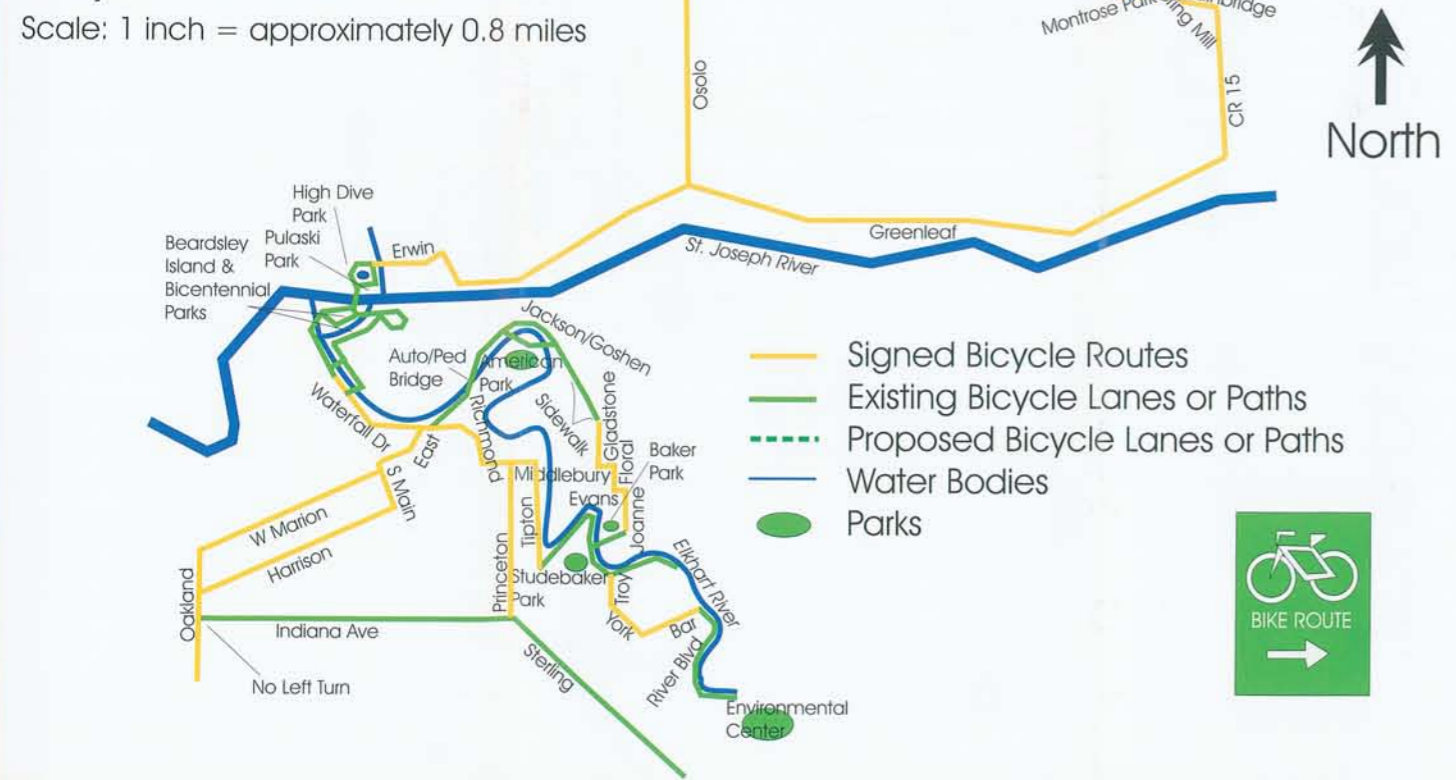 Scale: 1 inch = approximately 0.8 miles
Montrose Park
CR 15
North
Osolo
High Dive
Park
Pulaski
Park
Beardsley
Island &
Bicentennial
Parks
Erwin
St. Joseph River
Greenleaf
Jackson/Goshen
Auto/Ped
Bridge
American
Park
Waterfall Dr
East
Richmond
Sidewalk
Gladstone
Floral
Baker
Park
Middlebury
Evans
Joanne
Tipton
Princeton
Studebaker
Park
Troy
York
Bar
Elkhart River
River Blvd
S Main
W Marion
Harrison
Oakland
Indiana Ave
No Left Turn
Sterling
Environmental
Center
Signed Bicycle Routes
Existing Bicycle Lanes or Paths
Proposed Bicycle Lanes or Paths
Water Bodies
Parks
BIKE ROUTE